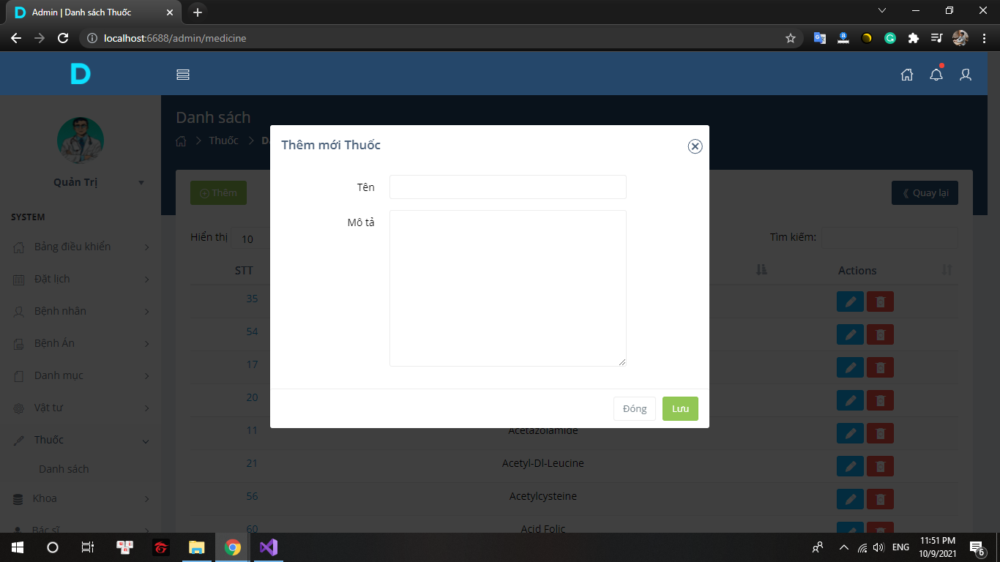 Admin | Danh sách Thuốc
localhost:6688/admin/medicine
D
Danh sách
Thuốc
Quản Trị
SYSTEM
Bảng điều khiển
Đặt lịch
Bệnh nhân
Bệnh Án
Danh mục
Vật tư
Thuốc
Danh sách
Khoa
Bác sĩ
Thêm
Quay lại
Hiển thị 10
Tìm kiếm:
STT
Actions
35
54
17
20
11 Acetazolamide
21 Acetyl-Dl-Leucine
56 Acetylcysteine
60 Acid Folic
Thêm mới Thuốc
Tên
Mô tả
Đóng
Lưu
ENG
11:51 PM
10/9/2021
6